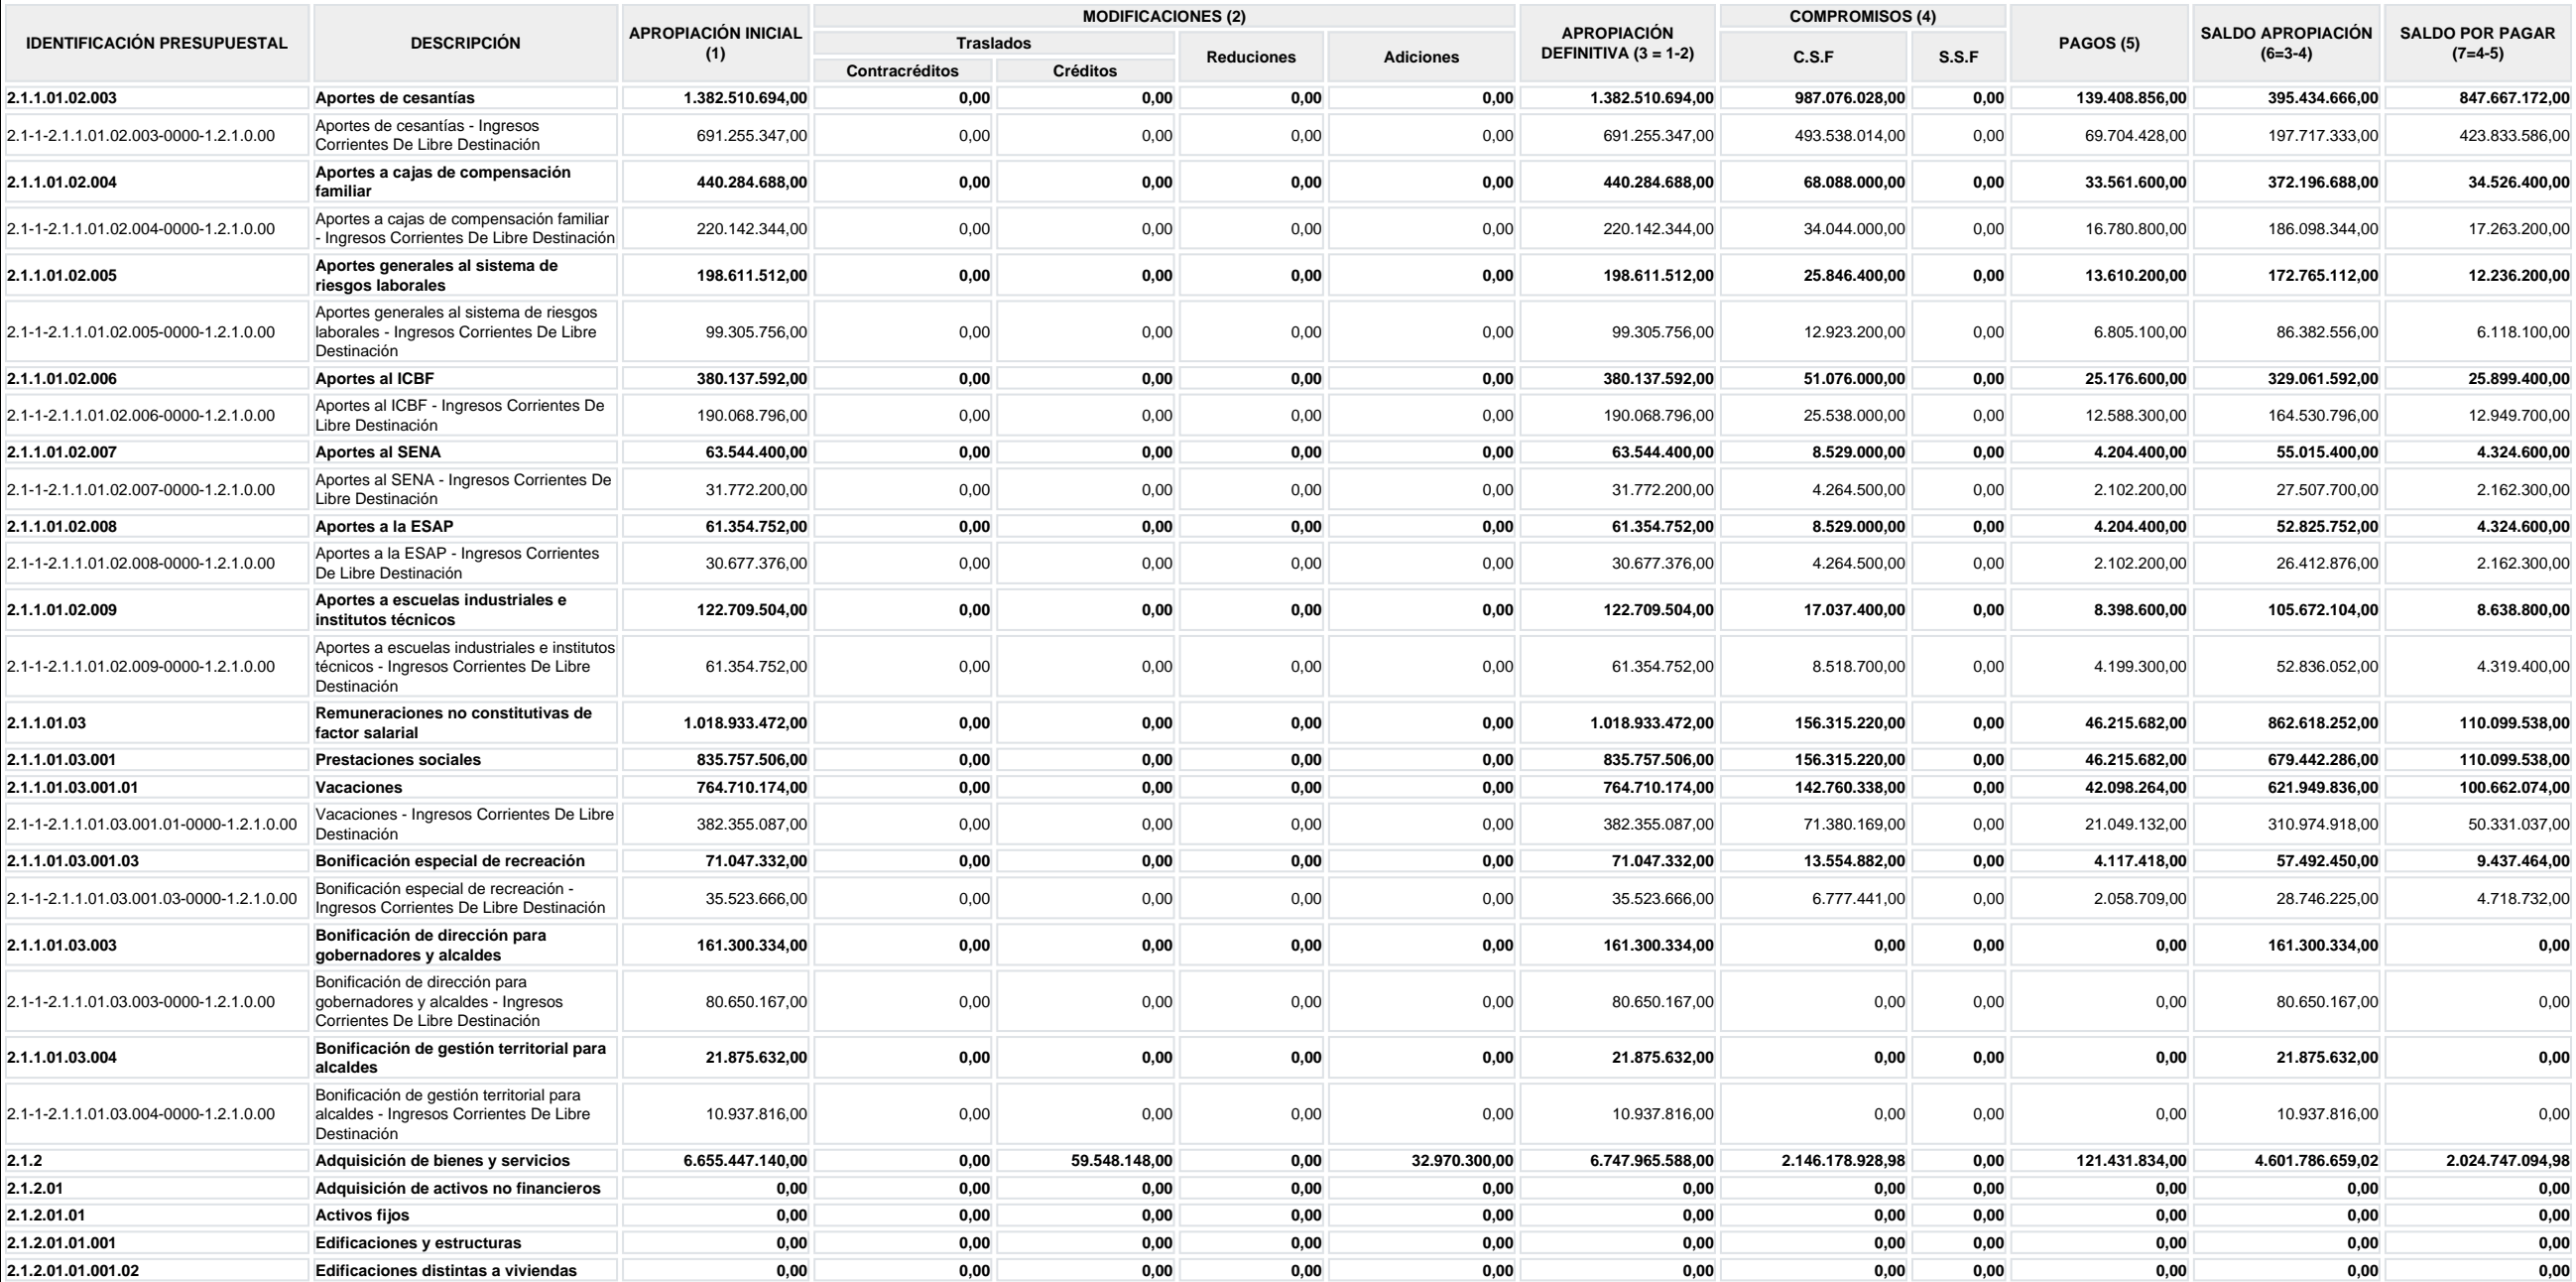 IDENTIFICACIÓN PRESUPUESTAL DESCRIPCIÓN APROPIACIÓN INICIAL (1) MODIFICACIONES (2) APROPIACIÓN DEFINITIVA (3 = 1-2) COMPROMISOS (4) PAGOS (5) SALDO APROPIACIÓN (6=3-4) SALDO POR PAGAR (7=4-5)
Traslados Reduciones Adiciones C.S.F S.S.F
Contracréditos Créditos
2.1.1.01.02.003 Aportes de cesantías 1.382.510.694,00 0,00 0,00 0,00 0,00 1.382.510.694,00 987.076.028,00 0,00 139.408.856,00 395.434.666,00 847.667.172,00
2.1-1-2.1.1.01.02.003-0000-1.2.1.0.00 Aportes de cesantías - Ingresos Corrientes De Libre Destinación 691.255.347,00 0,00 0,00 0,00 0,00 691.255.347,00 493.538.014,00 0,00 69.704.428,00 197.717.333,00 423.833.586,00
2.1.1.01.02.004 Aportes a cajas de compensación familiar 440.284.688,00 0,00 0,00 0,00 0,00 440.284.688,00 68.088.000,00 0,00 33.561.600,00 372.196.688,00 34.526.400,00
2.1-1-2.1.1.01.02.004-0000-1.2.1.0.00 Aportes a cajas de compensación familiar - Ingresos Corrientes De Libre Destinación 220.142.344,00 0,00 0,00 0,00 0,00 220.142.344,00 34.044.000,00 0,00 16.780.800,00 186.098.344,00 17.263.200,00
2.1.1.01.02.005 Aportes generales al sistema de riesgos laborales 198.611.512,00 0,00 0,00 0,00 0,00 198.611.512,00 25.846.400,00 0,00 13.610.200,00 172.765.112,00 12.236.200,00
2.1-1-2.1.1.01.02.005-0000-1.2.1.0.00 Aportes generales al sistema de riesgos laborales - Ingresos Corrientes De Libre Destinación 99.305.756,00 0,00 0,00 0,00 0,00 99.305.756,00 12.923.200,00 0,00 6.805.100,00 86.382.556,00 6.118.100,00
2.1.1.01.02.006 Aportes al ICBF 380.137.592,00 0,00 0,00 0,00 0,00 380.137.592,00 51.076.000,00 0,00 25.176.600,00 329.061.592,00 25.899.400,00
2.1-1-2.1.1.01.02.006-0000-1.2.1.0.00 Aportes al ICBF - Ingresos Corrientes De Libre Destinación 190.068.796,00 0,00 0,00 0,00 0,00 190.068.796,00 25.538.000,00 0,00 12.588.300,00 164.530.796,00 12.949.700,00
2.1.1.01.02.007 Aportes al SENA 63.544.400,00 0,00 0,00 0,00 0,00 63.544.400,00 8.529.000,00 0,00 4.204.400,00 55.015.400,00 4.324.600,00
2.1-1-2.1.1.01.02.007-0000-1.2.1.0.00 Aportes al SENA - Ingresos Corrientes De Libre Destinación 31.772.200,00 0,00 0,00 0,00 0,00 31.772.200,00 4.264.500,00 0,00 2.102.200,00 27.507.700,00 2.162.300,00
2.1.1.01.02.008 Aportes a la ESAP 61.354.752,00 0,00 0,00 0,00 0,00 61.354.752,00 8.529.000,00 0,00 4.204.400,00 52.825.752,00 4.324.600,00
2.1-1-2.1.1.01.02.008-0000-1.2.1.0.00 Aportes a la ESAP - Ingresos Corrientes De Libre Destinación 30.677.376,00 0,00 0,00 0,00 0,00 30.677.376,00 4.264.500,00 0,00 2.102.200,00 26.412.876,00 2.162.300,00
2.1.1.01.02.009 Aportes a escuelas industriales e institutos técnicos 122.709.504,00 0,00 0,00 0,00 0,00 122.709.504,00 17.037.400,00 0,00 8.398.600,00 105.672.104,00 8.638.800,00
2.1-1-2.1.1.01.02.009-0000-1.2.1.0.00 Aportes a escuelas industriales e institutos técnicos - Ingresos Corrientes De Libre Destinación 61.354.752,00 0,00 0,00 0,00 0,00 61.354.752,00 8.518.700,00 0,00 4.199.300,00 52.836.052,00 4.319.400,00
2.1.1.01.03 Remuneraciones no constitutivas de factor salarial 1.018.933.472,00 0,00 0,00 0,00 0,00 1.018.933.472,00 156.315.220,00 0,00 46.215.682,00 862.618.252,00 110.099.538,00
2.1.1.01.03.001 Prestaciones sociales 835.757.506,00 0,00 0,00 0,00 0,00 835.757.506,00 156.315.220,00 0,00 46.215.682,00 679.442.286,00 110.099.538,00
2.1.1.01.03.001.01 Vacaciones 764.710.174,00 0,00 0,00 0,00 0,00 764.710.174,00 142.760.338,00 0,00 42.098.264,00 621.949.836,00 100.662.074,00
2.1-1-2.1.1.01.03.001.01-0000-1.2.1.0.00 Vacaciones - Ingresos Corrientes De Libre Destinación 382.355.087,00 0,00 0,00 0,00 0,00 382.355.087,00 71.380.169,00 0,00 21.049.132,00 310.974.918,00 50.331.037,00
2.1.1.01.03.001.03 Bonificación especial de recreación 71.047.332,00 0,00 0,00 0,00 0,00 71.047.332,00 13.554.882,00 0,00 4.117.418,00 57.492.450,00 9.437.464,00
2.1-1-2.1.1.01.03.001.03-0000-1.2.1.0.00 Bonificación especial de recreación - Ingresos Corrientes De Libre Destinación 35.523.666,00 0,00 0,00 0,00 0,00 35.523.666,00 6.777.441,00 0,00 2.058.709,00 28.746.225,00 4.718.732,00
2.1.1.01.03.003 Bonificación de dirección para gobernadores y alcaldes 161.300.334,00 0,00 0,00 0,00 0,00 161.300.334,00 0,00 0,00 0,00 161.300.334,00 0,00
2.1-1-2.1.1.01.03.003-0000-1.2.1.0.00 Bonificación de dirección para gobernadores y alcaldes - Ingresos Corrientes De Libre Destinación 80.650.167,00 0,00 0,00 0,00 0,00 80.650.167,00 0,00 0,00 0,00 80.650.167,00 0,00
2.1.1.01.03.004 Bonificación de gestión territorial para alcaldes 21.875.632,00 0,00 0,00 0,00 0,00 21.875.632,00 0,00 0,00 0,00 21.875.632,00 0,00
2.1-1-2.1.1.01.03.004-0000-1.2.1.0.00 Bonificación de gestión territorial para alcaldes - Ingresos Corrientes De Libre Destinación 10.937.816,00 0,00 0,00 0,00 0,00 10.937.816,00 0,00 0,00 0,00 10.937.816,00 0,00
2.1.2 Adquisición de bienes y servicios 6.655.447.140,00 0,00 59.548.148,00 0,00 32.970.300,00 6.747.965.588,00 2.146.178.928,98 0,00 121.431.834,00 4.601.786.659,02 2.024.747.094,98
2.1.2.01 Adquisición de activos no financieros 0,00 0,00 0,00 0,00 0,00 0,00 0,00 0,00 0,00 0,00 0,00
2.1.2.01.01 Activos fijos 0,00 0,00 0,00 0,00 0,00 0,00 0,00 0,00 0,00 0,00 0,00
2.1.2.01.01.001 Edificaciones y estructuras 0,00 0,00 0,00 0,00 0,00 0,00 0,00 0,00 0,00 0,00 0,00
2.1.2.01.01.001.02 Edificaciones distintas a viviendas 0,00 0,00 0,00 0,00 0,00 0,00 0,00 0,00 0,00 0,00 0,00